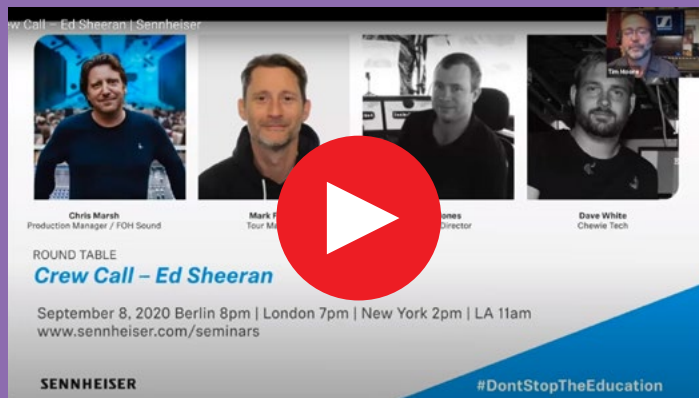 ew Call – Ed Sheeran | Sennheiser
Tim Moore
Chris Marsh
Production Manager / FOH Sound
Mark F
Tour Ma
ones
Director
Dave White
Chewie Tech
ROUND TABLE
Crew Call – Ed Sheeran
September 8, 2020 Berlin 8pm | London 7pm | New York 2pm | LA 11am
www.sennheiser.com/seminars
SENNHEISER
#DontStopTheEducation